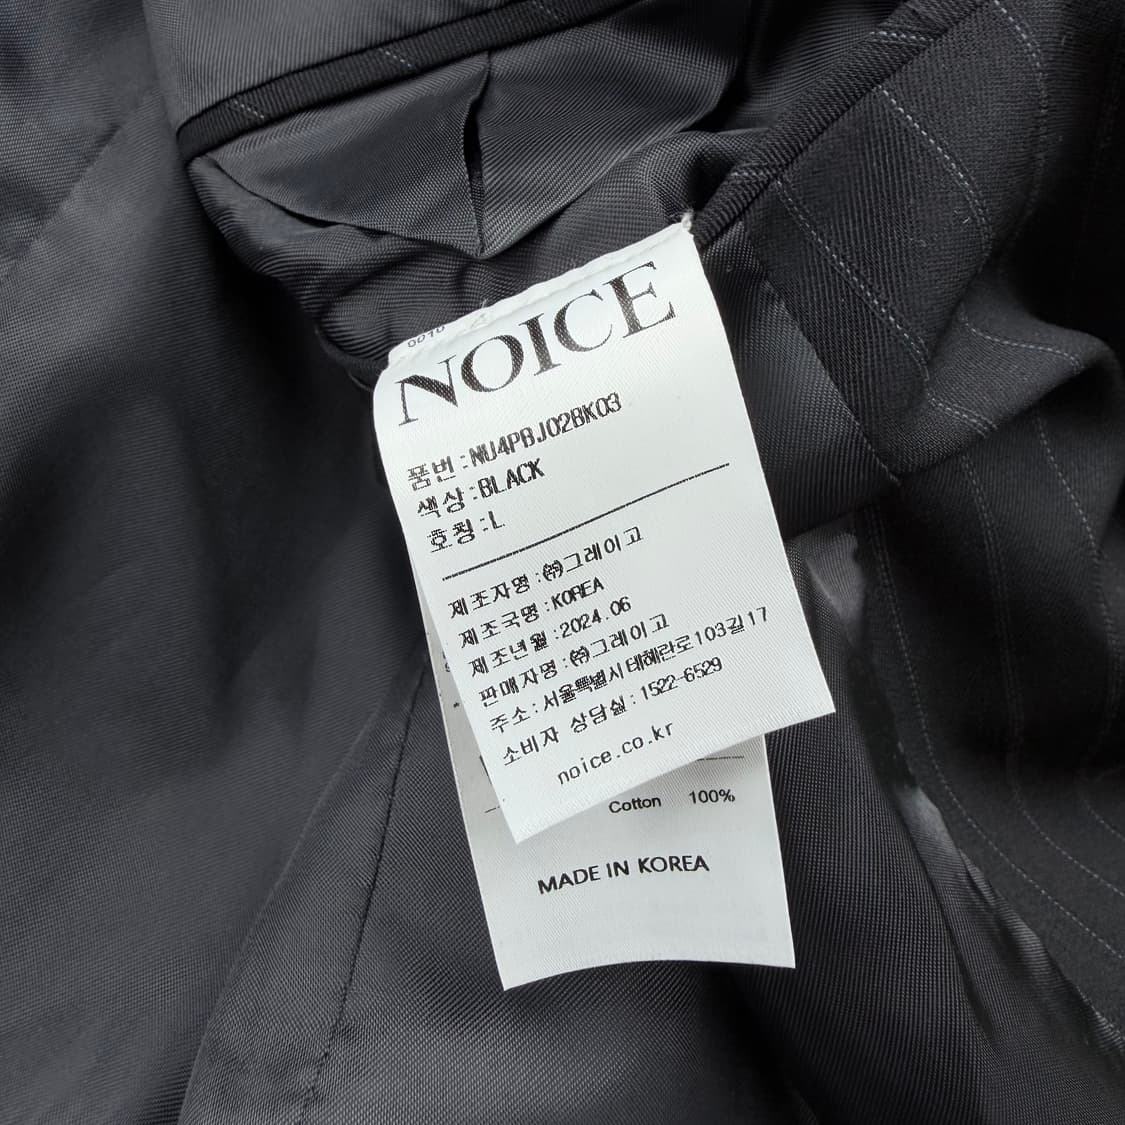 0010
NOICE
품번 :NU4PBJ02BK03
색상 :BLACK
호칭 :L
제조자명 :㈜그레이고
제조국명 :KOREA
제조년월 :2024.06
판매자명 :㈜그레이고
주소 :서울특별시 테헤란로103길 17
소비자 상담실 :1522-6529
noice.co.kr
Cotton 100%
MADE IN KOREA